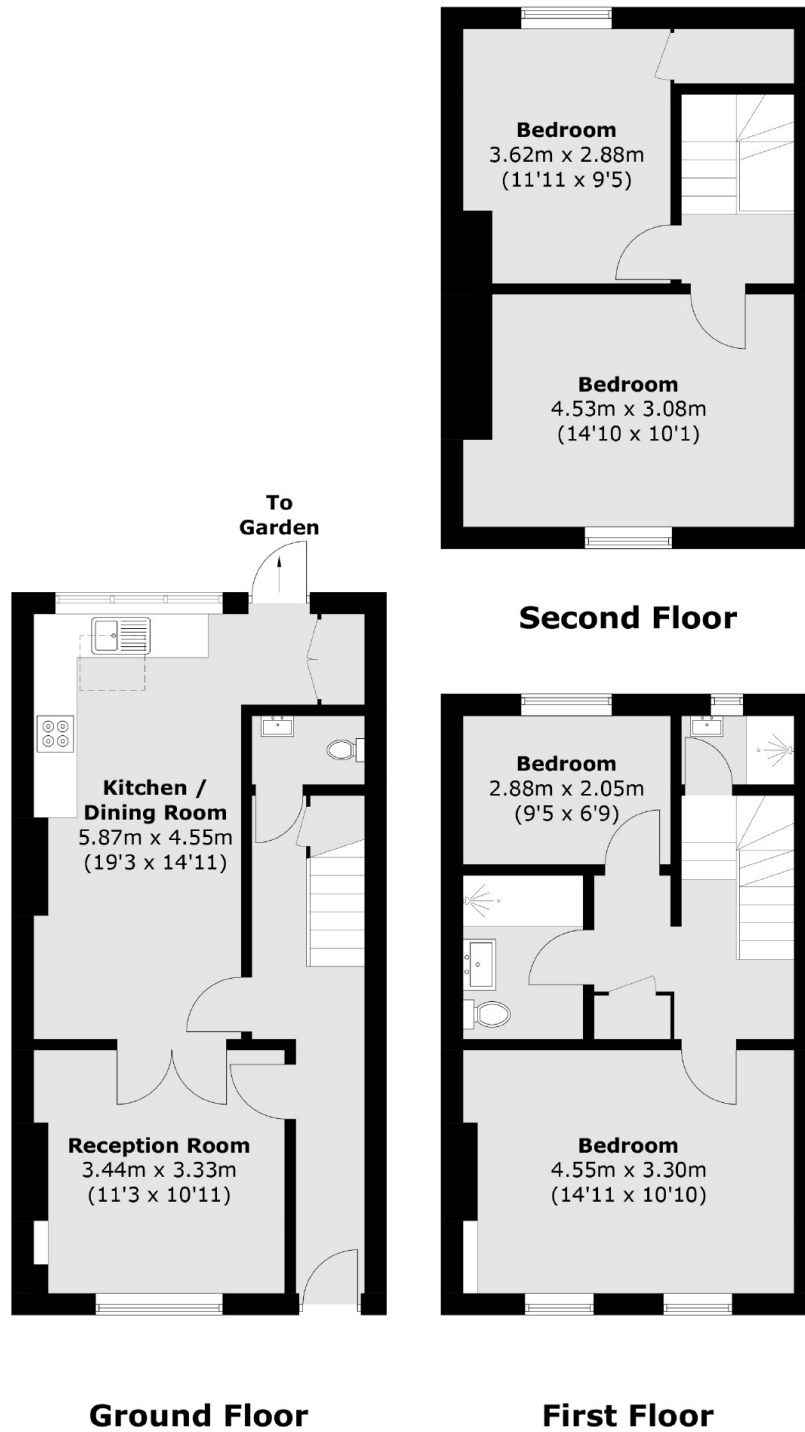 Bedroom
3.62m x 2.88m
(11'11 x 9'5)
Bedroom
4.53m x 3.08m
(14'10 x 10'1)
Second Floor
To
Garden
Kitchen /
Dining Room
5.87m x 4.55m
(19'3 x 14'11)
Reception Room
3.44m x 3.33m
(11'3 x 10'11)
Ground Floor
Bedroom
2.88m x 2.05m
(9'5 x 6'9)
Bedroom
4.55m x 3.30m
(14'11 x 10'10)
First Floor